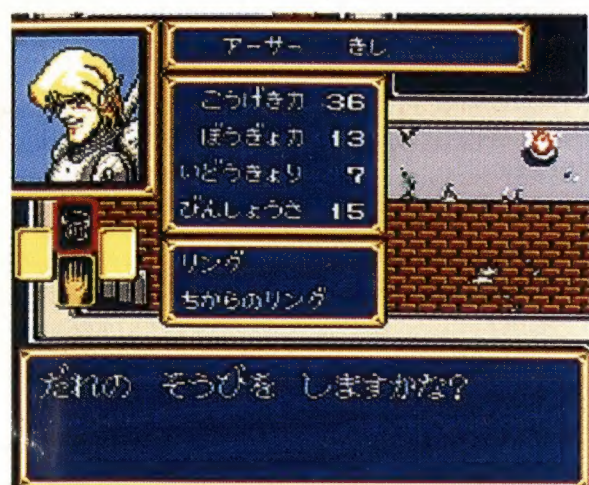 アーサー きし
こうげき力 36
ぼうぎょ力 13
いどうきょり 7
びんしょうさ 15
リング
ちからのリング
だれの そうびを しますかな?